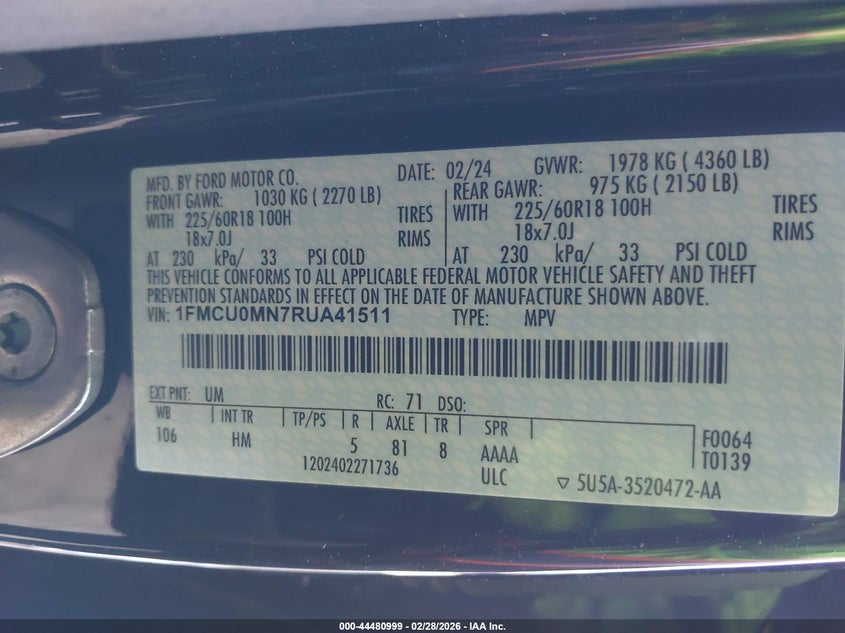 MFD. BY FORD MOTOR CO. DATE: 02/24 GVWR: 1978 KG ( 4360 LB)
FRONT GAWR: 1030 KG ( 2270 LB) REAR GAWR: 975 KG ( 2150 LB)
WITH 225/60R18 100H TIRES WITH 225/60R18 100H TIRES
18x7.0J RIMS 18x7.0J RIMS
AT 230 kPa/ 33 PSI COLD AT 230 kPa/ 33 PSI COLD
THIS VEHICLE CONFORMS TO ALL APPLICABLE FEDERAL MOTOR VEHICLE SAFETY AND THEFT
PREVENTION STANDARDS IN EFFECT ON THE DATE OF MANUFACTURE SHOWN ABOVE.
VIN: 1FMCU0MN7RUA41511 TYPE: MPV
EXT PNT: UM RC: 71 DSO:
WB INT TR TP/PS R AXLE TR SPR
106 HM 5 81 8 AAAA F0064
1202402271736 ULC T0139
▽ 5U5A-3520472-AA
000-44480999 — 02/28/2026 — IAA Inc.